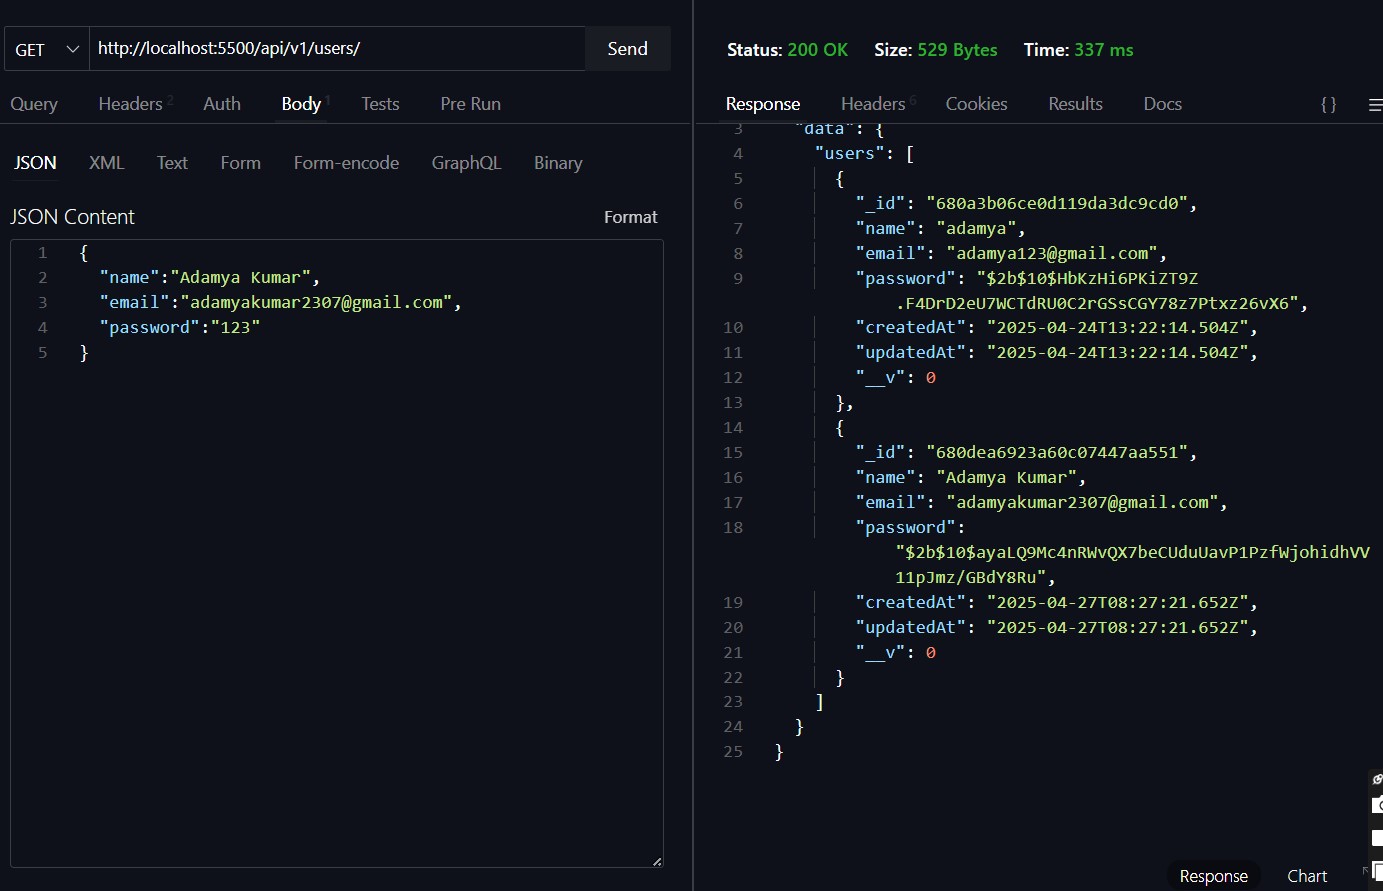 GET http://localhost:5500/api/v1/users/ Send
Query Headers 2 Auth Body 1 Tests Pre Run
JSON XML Text Form Form-encode GraphQL Binary
JSON Content Format
1 {
2 "name":"Adamya Kumar",
3 "email":"adamyakumar2307@gmail.com",
4 "password":"123"
5 }
Status: 200 OK Size: 529 Bytes Time: 337 ms
Response Headers 6 Cookies Results Docs {}
3 "data": {
4 "users": [
5 {
6 "_id": "680a3b06ce0d119da3dc9cd0",
7 "name": "adamya",
8 "email": "adamya123@gmail.com",
9 "password": "$2b$10$HbKzHi6PKiZT9Z
.F4DrD2eU7WCTdRU0C2rGSsCGY78z7Ptxz26vX6",
10 "createdAt": "2025-04-24T13:22:14.504Z",
11 "updatedAt": "2025-04-24T13:22:14.504Z",
12 "__v": 0
13 },
14 {
15 "_id": "680dea6923a60c07447aa551",
16 "name": "Adamya Kumar",
17 "email": "adamyakumar2307@gmail.com",
18 "password":
"$2b$10$ayaLQ9Mc4nRWvQX7beCUduUavP1PzfWjohidhVV
11pJmz/GBdY8Ru",
19 "createdAt": "2025-04-27T08:27:21.652Z",
20 "updatedAt": "2025-04-27T08:27:21.652Z",
21 "__v": 0
22 }
23 ]
24 }
25 }
Response Chart